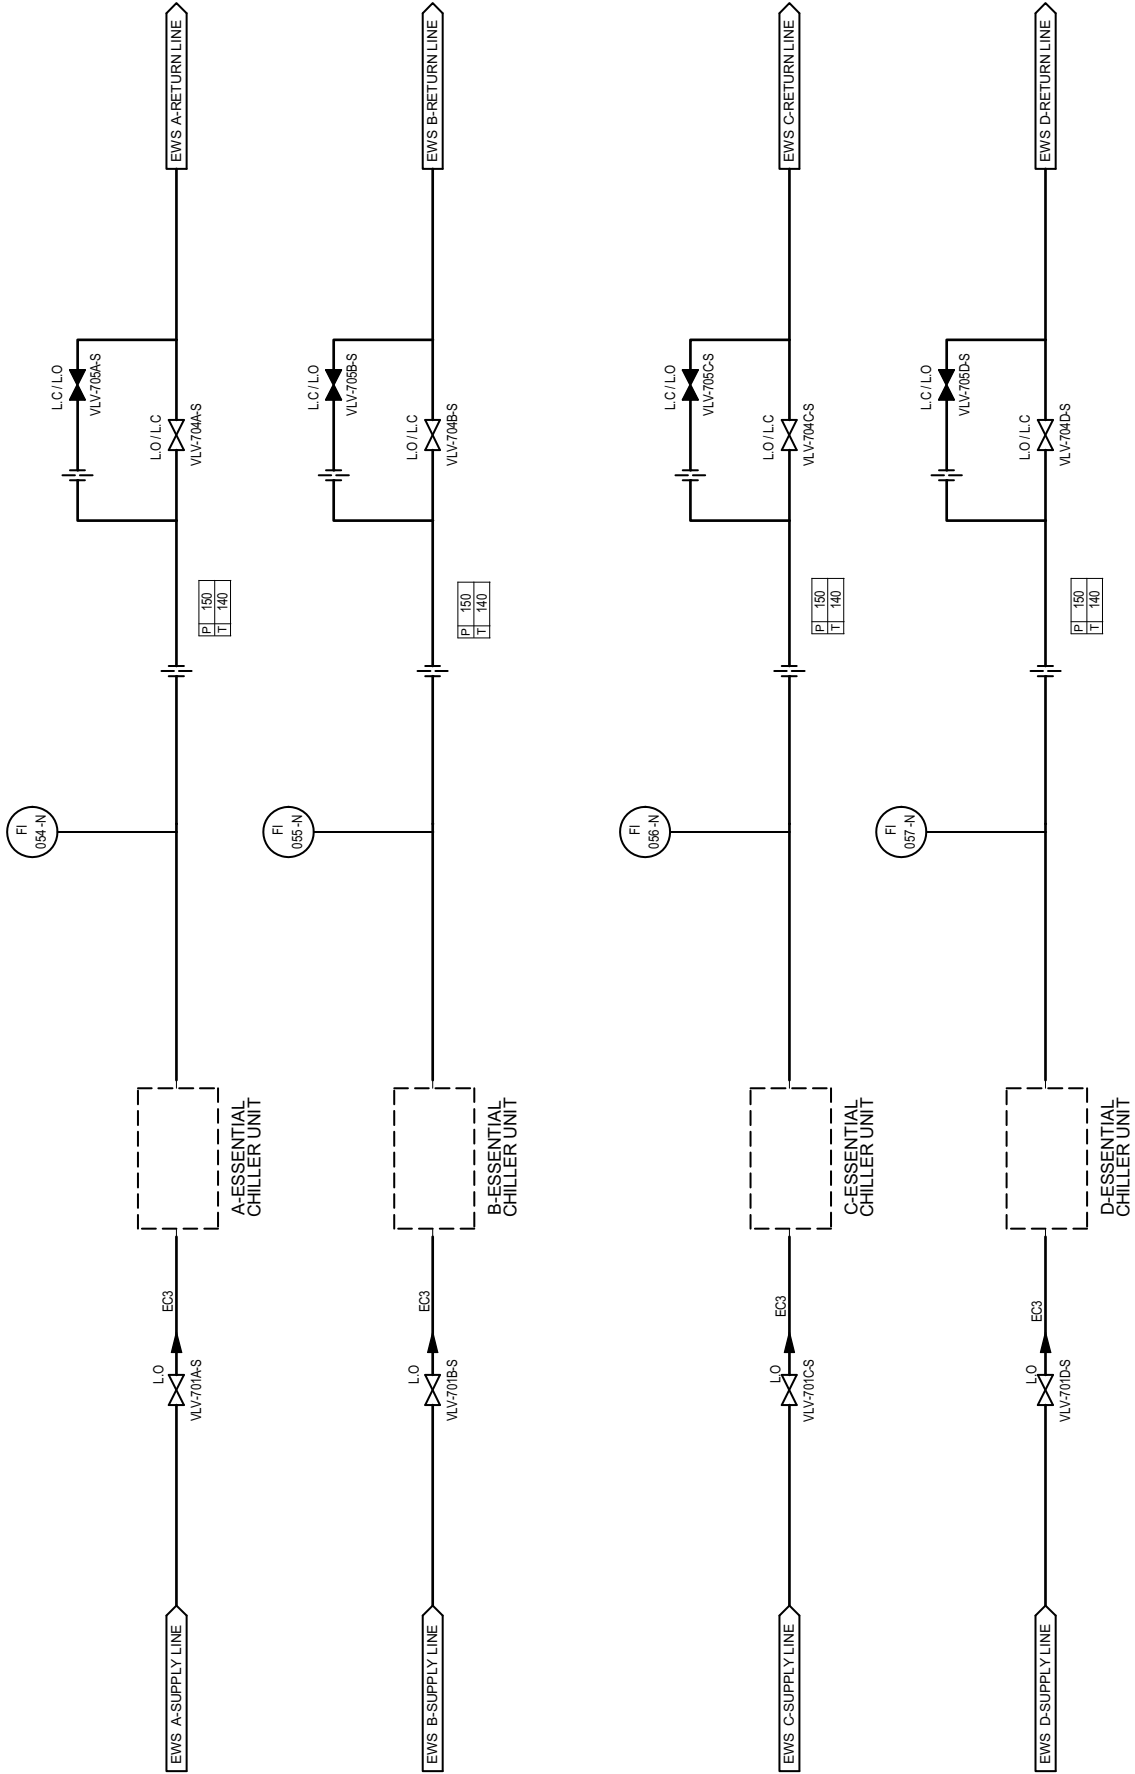 EWS A-RETURN LINE
L.C / L.O
VLV-705A-S
L.O / L.C
VLV-704A-S
P 150
T 140
FI
054 -N
A-ESSENTIAL
CHILLER UNIT
EC3
L.O
VLV-701A-S
EWS A-SUPPLY LINE
EWS B-RETURN LINE
L.C / L.O
VLV-705B-S
L.O / L.C
VLV-704B-S
P 150
T 140
FI
055 -N
B-ESSENTIAL
CHILLER UNIT
EC3
L.O
VLV-701B-S
EWS B-SUPPLY LINE
EWS C-RETURN LINE
L.C / L.O
VLV-705C-S
L.O / L.C
VLV-704C-S
P 150
T 140
FI
056 -N
C-ESSENTIAL
CHILLER UNIT
EC3
L.O
VLV-701C-S
EWS C-SUPPLY LINE
EWS D-RETURN LINE
L.C / L.O
VLV-705D-S
L.O / L.C
VLV-704D-S
P 150
T 140
FI
057 -N
D-ESSENTIAL
CHILLER UNIT
EC3
L.O
VLV-701D-S
EWS D-SUPPLY LINE